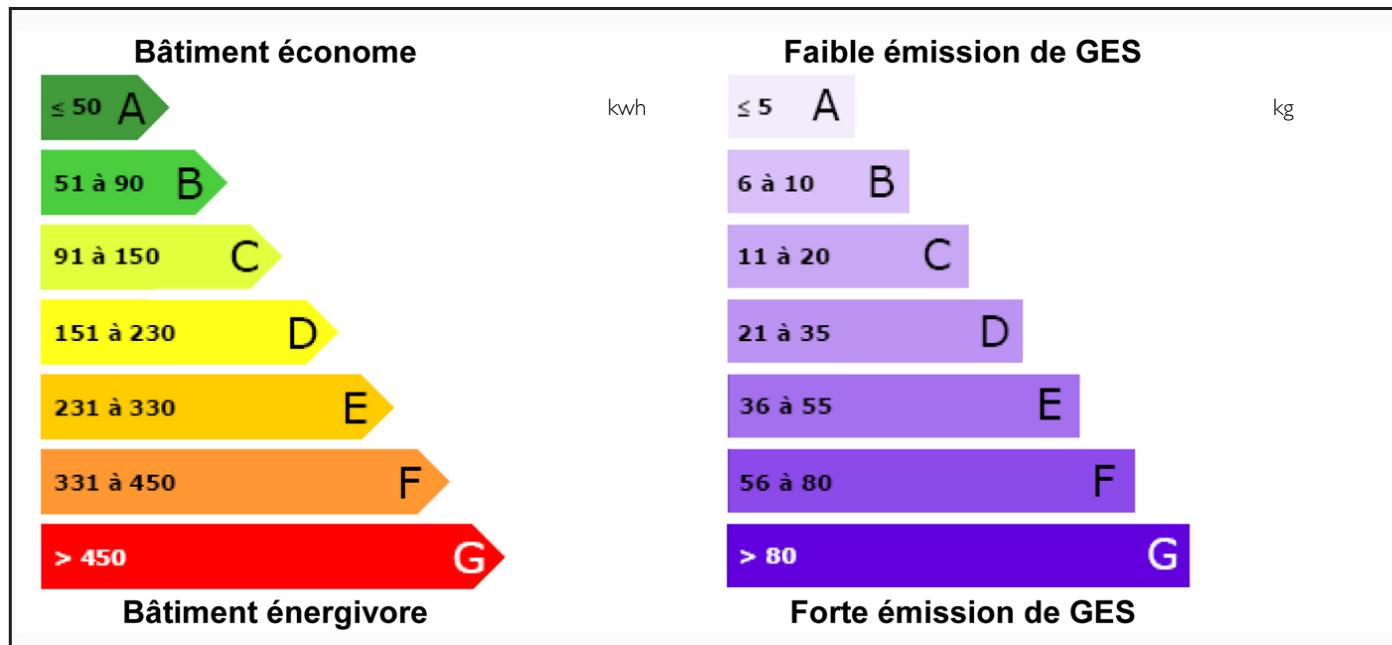 Bâtiment économe
≤ 50 A
kwh
51 à 90 B
91 à 150 C
151 à 230 D
231 à 330 E
331 à 450 F
> 450 G
Bâtiment énergivore
Faible émission de GES
≤ 5 A
kg
6 à 10 B
11 à 20 C
21 à 35 D
36 à 55 E
56 à 80 F
> 80 G
Forte émission de GES